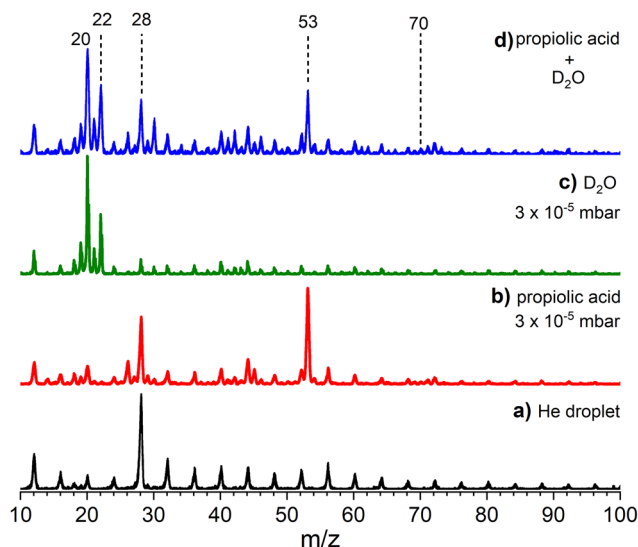 20 22 28 53 70
d) propiolic acid
+
D₂O
c) D₂O
3 x 10⁻⁵ mbar
b) propiolic acid
3 x 10⁻⁵ mbar
a) He droplet
10 20 30 40 50 60 70 80 90 100
m/z